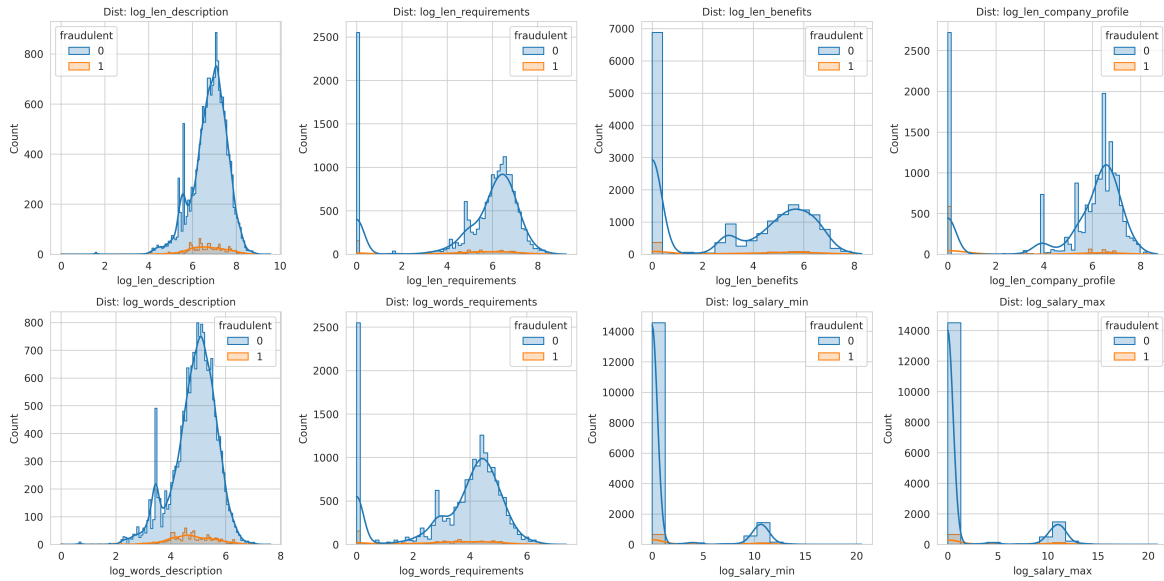 Dist: log_len_description
fraudulent
0
1
Count
800
600
400
200
0
0 2 4 6 8 10
log_len_description
Dist: log_len_requirements
fraudulent
0
1
Count
2500
2000
1500
1000
500
0
0 2 4 6 8
log_len_requirements
Dist: log_len_benefits
fraudulent
0
1
Count
7000
6000
5000
4000
3000
2000
1000
0
0 2 4 6 8
log_len_benefits
Dist: log_len_company_profile
fraudulent
0
1
Count
2500
2000
1500
1000
500
0
0 2 4 6 8
log_len_company_profile
Dist: log_words_description
fraudulent
0
1
Count
800
700
600
500
400
300
200
100
0
0 2 4 6 8
log_words_description
Dist: log_words_requirements
fraudulent
0
1
Count
2500
2000
1500
1000
500
0
0 2 4 6
log_words_requirements
Dist: log_salary_min
fraudulent
0
1
Count
14000
12000
10000
8000
6000
4000
2000
0
0 5 10 15 20
log_salary_min
Dist: log_salary_max
fraudulent
0
1
Count
14000
12000
10000
8000
6000
4000
2000
0
0 5 10 15 20
log_salary_max